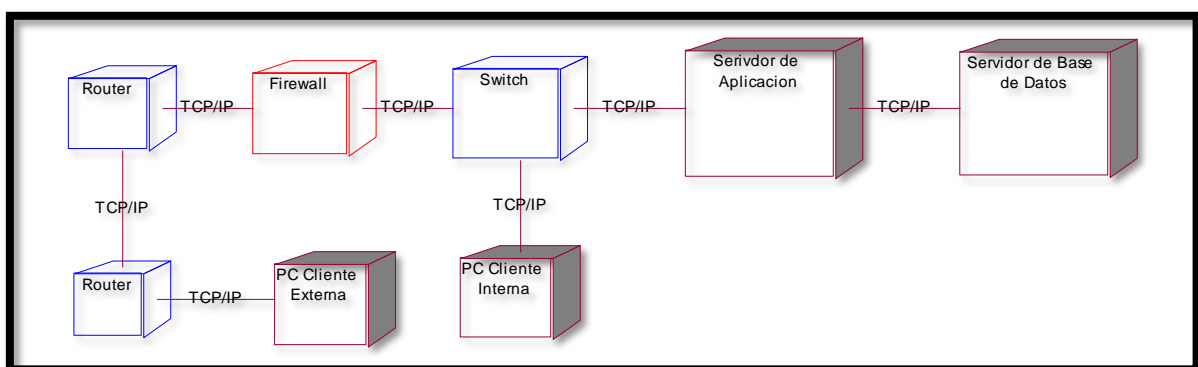 Router
TCP/IP
Firewall
TCP/IP
Switch
TCP/IP
Serivdor de
Aplicacion
TCP/IP
Servidor de Base
de Datos
TCP/IP
TCP/IP
Router
TCP/IP
PC Cliente
Externa
PC Cliente
Interna